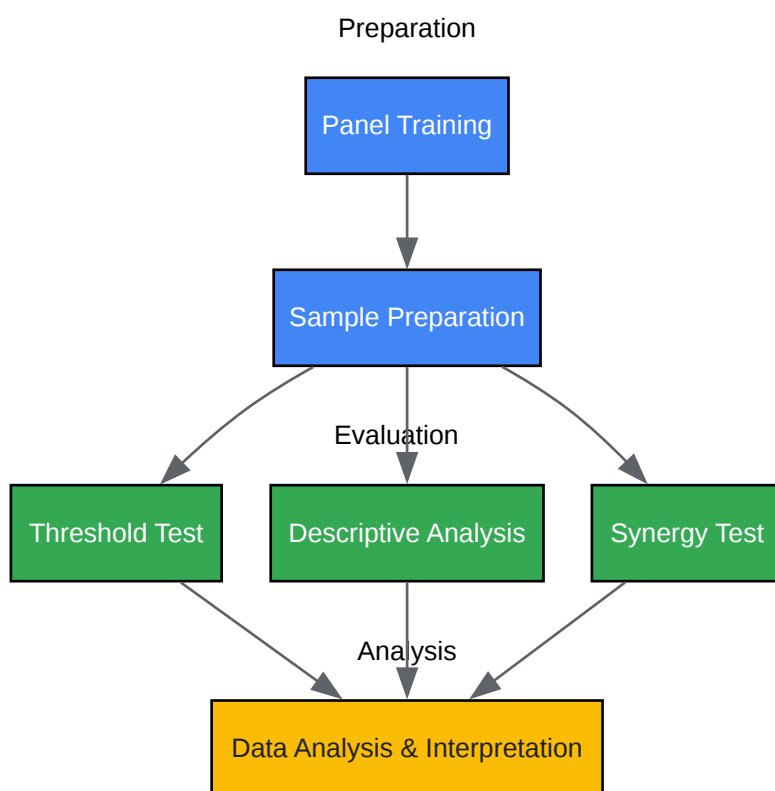 Preparation
Panel Training
Sample Preparation
Evaluation
Threshold Test
Descriptive Analysis
Synergy Test
Analysis
Data Analysis & Interpretation